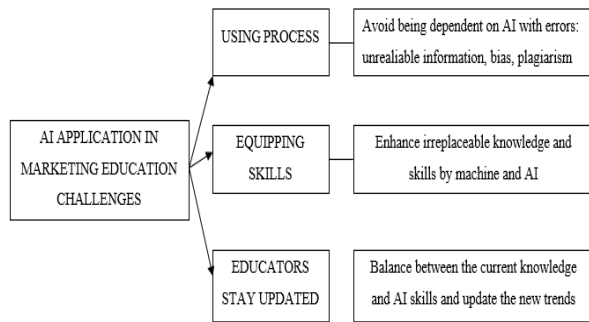 USING PROCESS
Avoid being dependent on AI with errors:
unrealiable information, bias, plagiarism
AI APPLICATION IN
MARKETING EDUCATION
CHALLENGES
EQUIPPING
SKILLS
Enhance irreplaceable knowledge and
skills by machine and AI
EDUCATORS
STAY UPDATED
Balance between the current knowledge
and AI skills and update the new trends